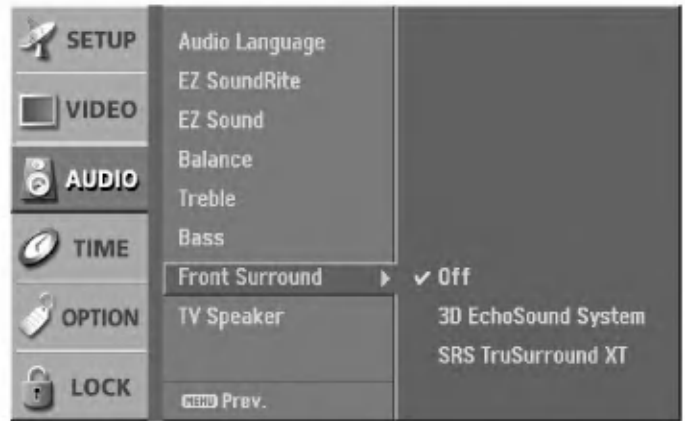 SETUP
VIDEO
AUDIO
TIME
OPTION
LOCK
Audio Language
EZ SoundRite
EZ Sound
Balance
Treble
Bass
Front Surround
TV Speaker
MENU Prev.
✔ Off
3D EchoSound System
SRS TruSurround XT